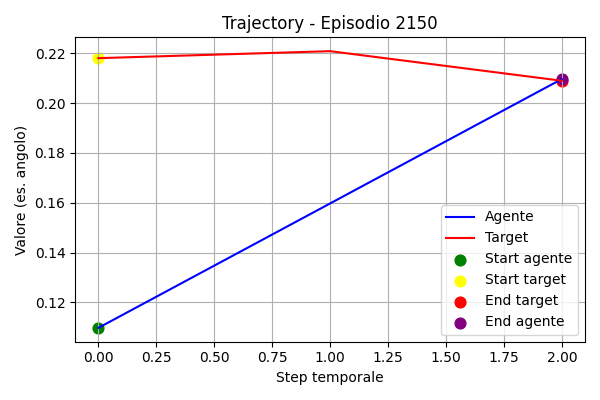 Trajectory - Episodio 2150
Valore (es. angolo)
0.22
0.20
0.18
0.16
0.14
0.12
0.00 0.25 0.50 0.75 1.00 1.25 1.50 1.75 2.00
Step temporale
Agente
Target
Start agente
Start target
End target
End agente